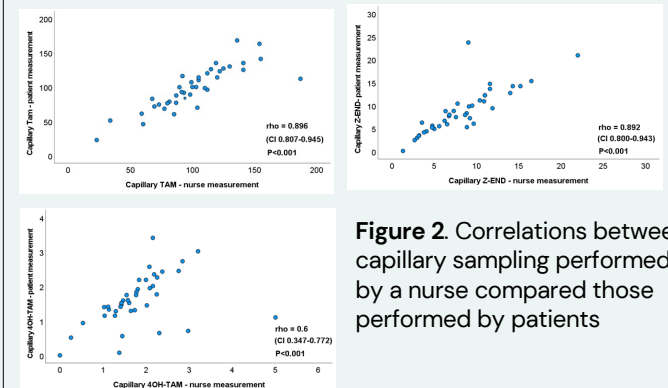 200
150
100
50
0
Capillary Tam - patient measurement
rho = 0.896
(CI 0.807-0.945)
P<0.001
0
50
100
150
200
Capillary TAM - nurse measurement
30
25
20
15
10
5
0
Capillary Z-END- patient measurement
rho = 0.892
(CI 0.800-0.943)
P<0.001
0
5
10
15
20
25
30
Capillary Z-END - nurse measurement
4
3
2
1
0
Capillary 4OH-TAM - patient measurement
rho = 0.6
(CI 0.347-0.772)
P<0.001
0
1
2
3
4
5
6
Capillary 4OH-TAM - nurse measurement
Figure 2. Correlations betwee
capillary sampling performed
by a nurse compared those
performed by patients